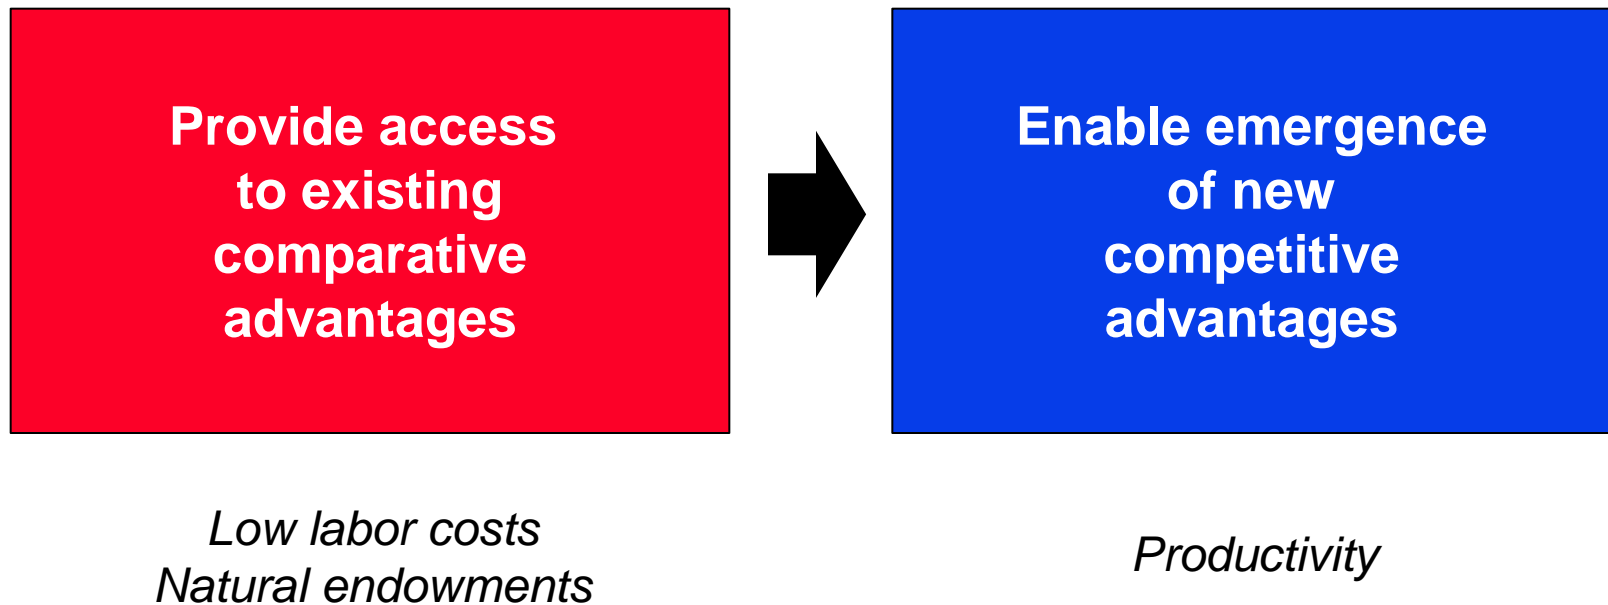 Provide access
to existing
comparative
advantages
Enable emergence
of new
competitive
advantages
Low labor costs
Natural endowments
Productivity